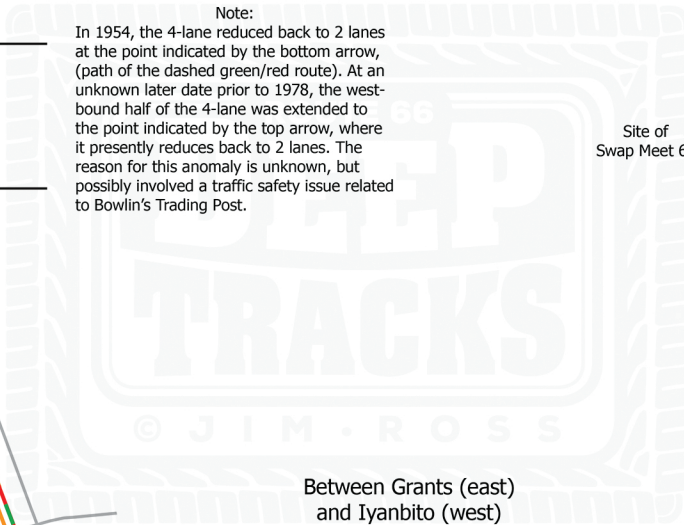 Note:
In 1954, the 4-lane reduced back to 2 lanes
at the point indicated by the bottom arrow,
(path of the dashed green/red route). At an
unknown later date prior to 1978, the west-
bound half of the 4-lane was extended to
the point indicated by the top arrow, where
it presently reduces back to 2 lanes. The
reason for this anomaly is unknown, but
possibly involved a traffic safety issue related
to Bowlin's Trading Post.
Site of
Swap Meet 6
66
DEEP
TRACKS
© JIM · ROSS
Between Grants (east)
and Iyanbito (west)